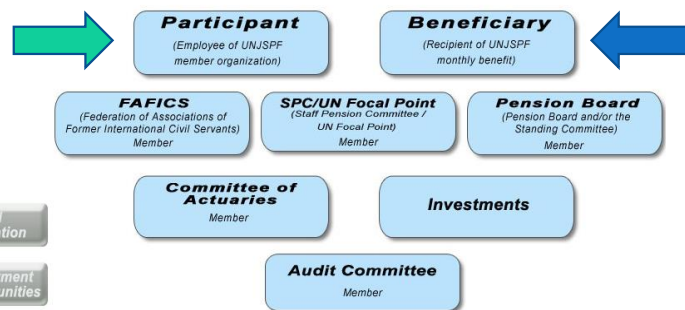 Participant
(Employee of UNJSPF
member organization)
Beneficiary
(Recipient of UNJSPF
monthly benefit)
FAFICS
(Federation of Associations of
Former International Civil Servants)
Member
SPC/UN Focal Point
(Staff Pension Committee /
UN Focal Point)
Member
Pension Board
(Pension Board and/or the
Standing Committee)
Member
Committee of
Actuaries
Member
Investments
Audit Committee
Member